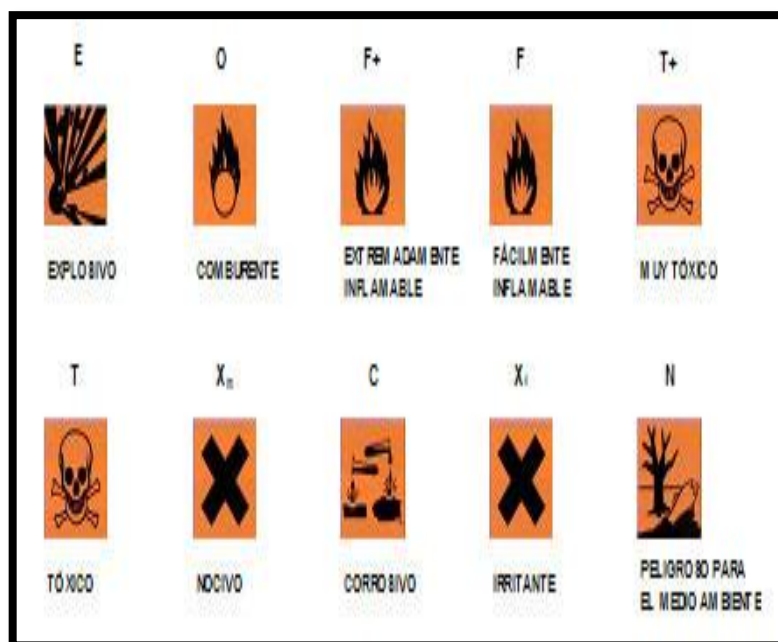 E O F+ F T+
EXPLOSIVO COMBURENTE EXTREMADAMENTE FÁCILMENTE MUY TÓXICO
INFLAMABLE INFLAMABLE
T Xn C Xi N
TÓXICO NOCIVO CORROSIVO IRRITANTE PELIGROSO PARA
EL MEDIO AMBIENTE